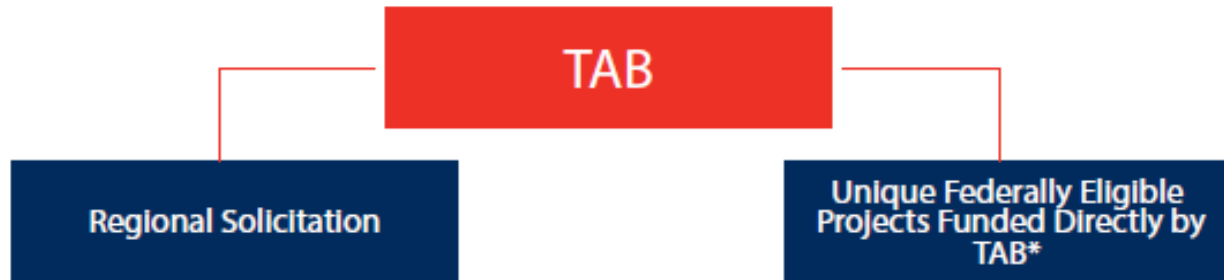 TAB
Regional Solicitation
Unique Federally Eligible
Projects Funded Directly by
TAB*